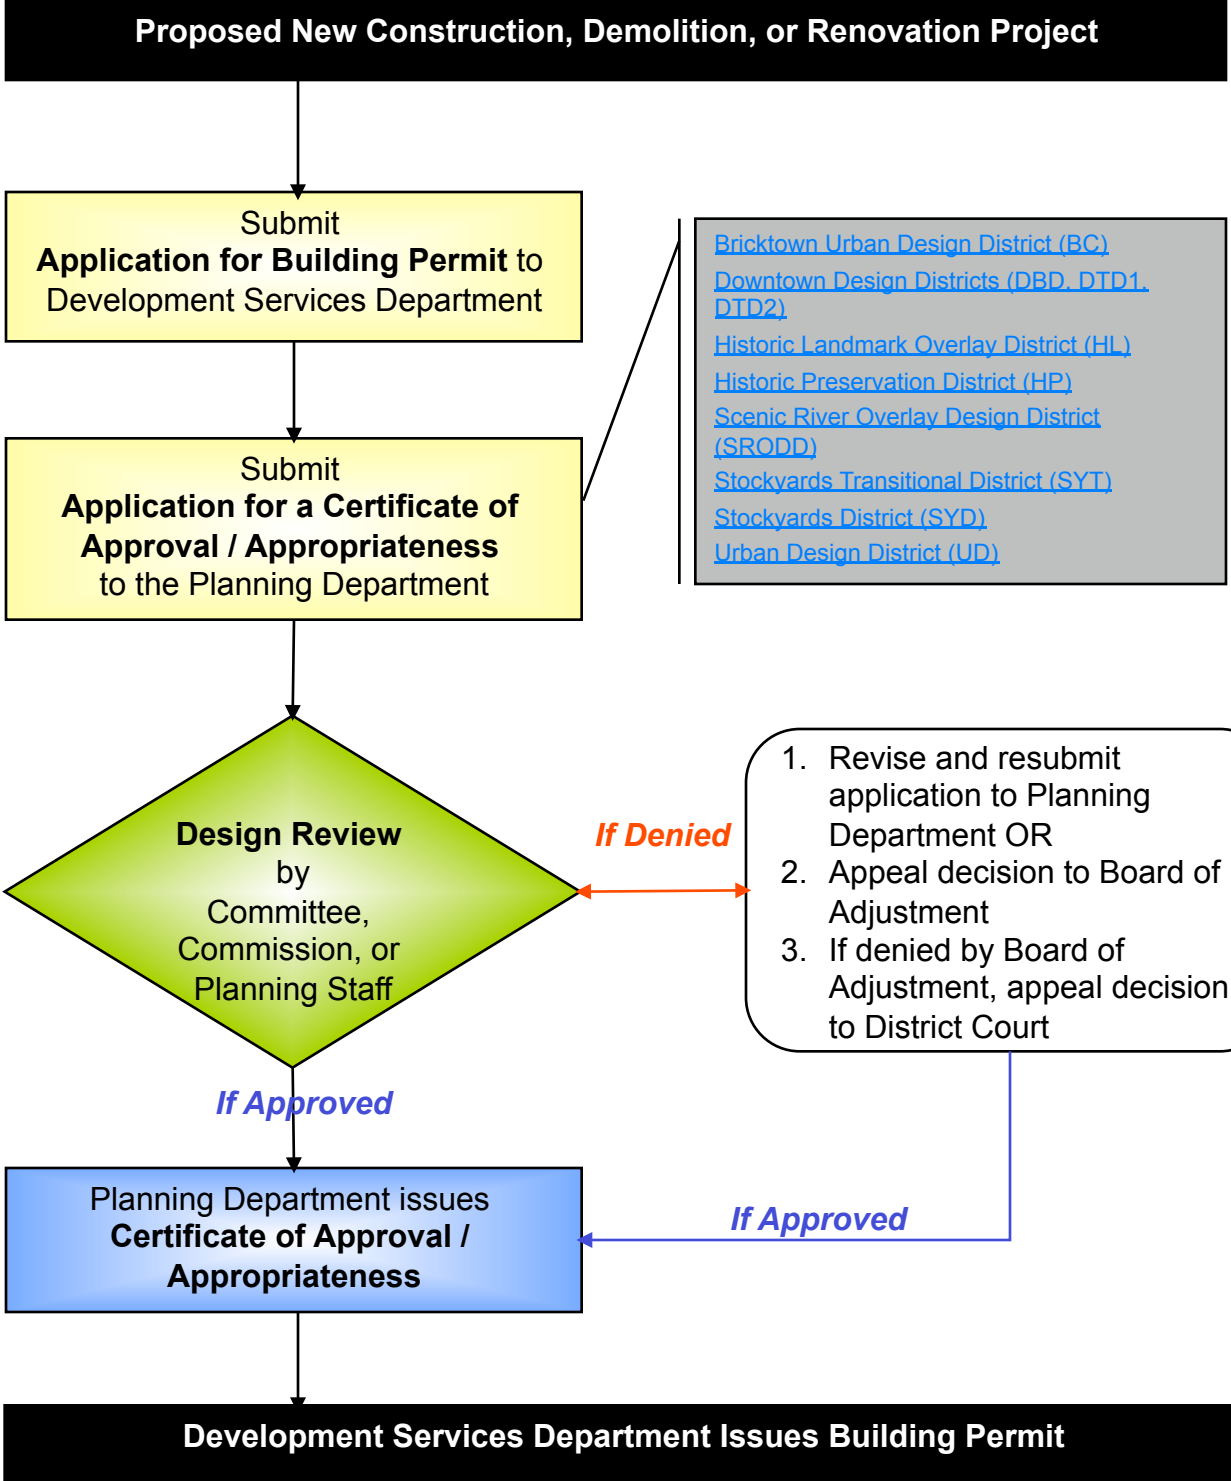 Proposed New Construction, Demolition, or Renovation Project
Submit
Application for Building Permit to
Development Services Department
Bricktown Urban Design District (BC)
Downtown Design Districts (DBD, DTD1,
DTD2)
Historic Landmark Overlay District (HL)
Historic Preservation District (HP)
Scenic River Overlay Design District
(SRODD)
Stockyards Transitional District (SYT)
Stockyards District (SYD)
Urban Design District (UD)
Submit
Application for a Certificate of
Approval / Appropriateness
to the Planning Department
Design Review
by
Committee,
Commission, or
Planning Staff
If Denied
1. Revise and resubmit
application to Planning
Department OR
2. Appeal decision to Board of
Adjustment
3. If denied by Board of
Adjustment, appeal decision
to District Court
If Approved
If Approved
Planning Department issues
Certificate of Approval /
Appropriateness
Development Services Department Issues Building Permit